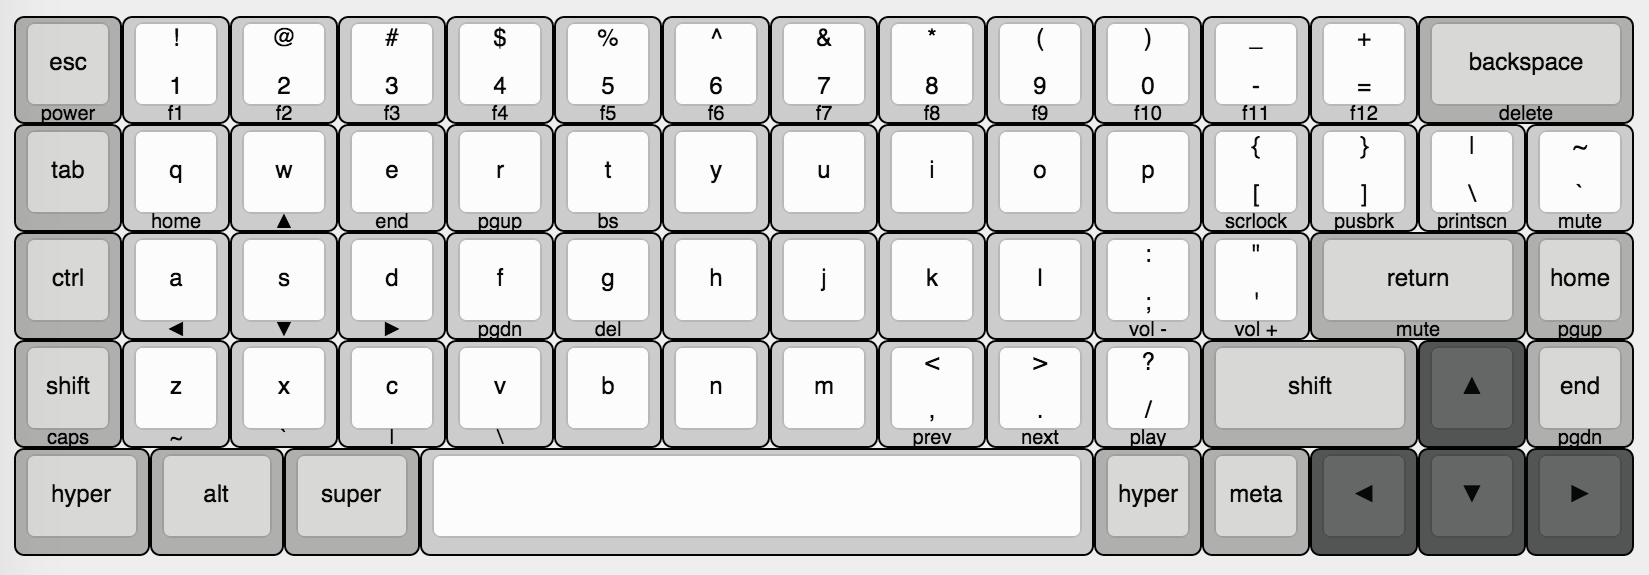 ! @ # $ % ^ & * ( ) _ +
esc 1 2 3 4 5 6 7 8 9 0 - = backspace
power f1 f2 f3 f4 f5 f6 f7 f8 f9 f10 f11 f12 delete
{ } | ~
tab q w e r t y u i o p [ ] \ `
home ▲ end pgup bs scrlock pusbrk printscn mute
: "
ctrl a s d f g h j k l ; ' return home
◄ ▼ ► pgdn del vol - vol + mute pgup
< > ?
shift z x c v b n m , . / shift ▲ end
caps ~ ` | \ prev next play pgdn
hyper alt super hyper meta ◄ ▼ ►